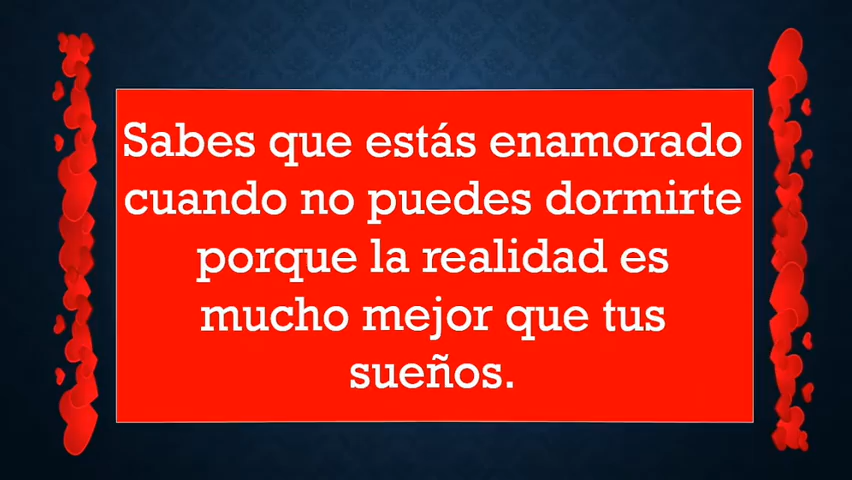 Sabes que estás enamorado
cuando no puedes dormirte
porque la realidad es
mucho mejor que tus
sueños.